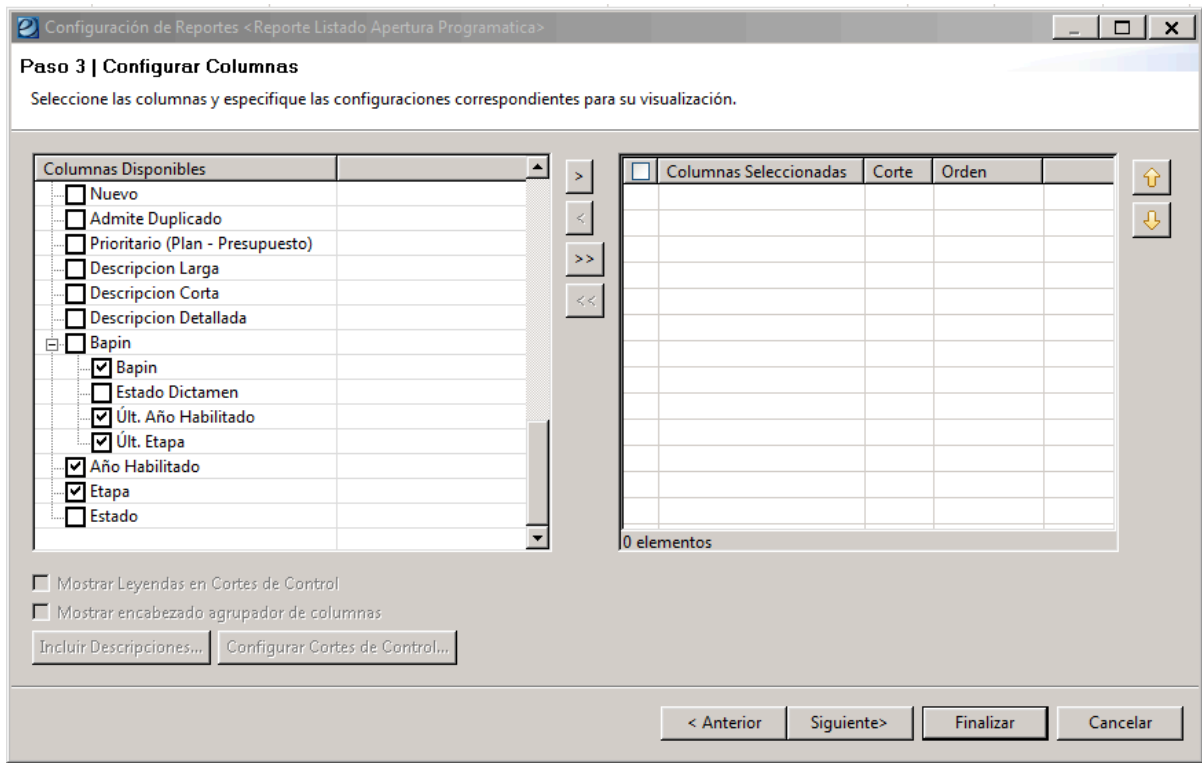 Configuración de Reportes <Reporte Listado Apertura Programatica>
Paso 3 | Configurar Columnas
Seleccione las columnas y especifique las configuraciones correspondientes para su visualización.
Columnas Disponibles
Nuevo
Admite Duplicado
Prioritario (Plan - Presupuesto)
Descripcion Larga
Descripcion Corta
Descripcion Detallada
Bapin
Bapin
Estado Dictamen
Últ. Año Habilitado
Últ. Etapa
Año Habilitado
Etapa
Estado
>
<
>>
<<
Columnas Seleccionadas Corte Orden
0 elementos
Mostrar Leyendas en Cortes de Control
Mostrar encabezado agrupador de columnas
Incluir Descripciones... Configurar Cortes de Control...
< Anterior Siguiente> Finalizar Cancelar